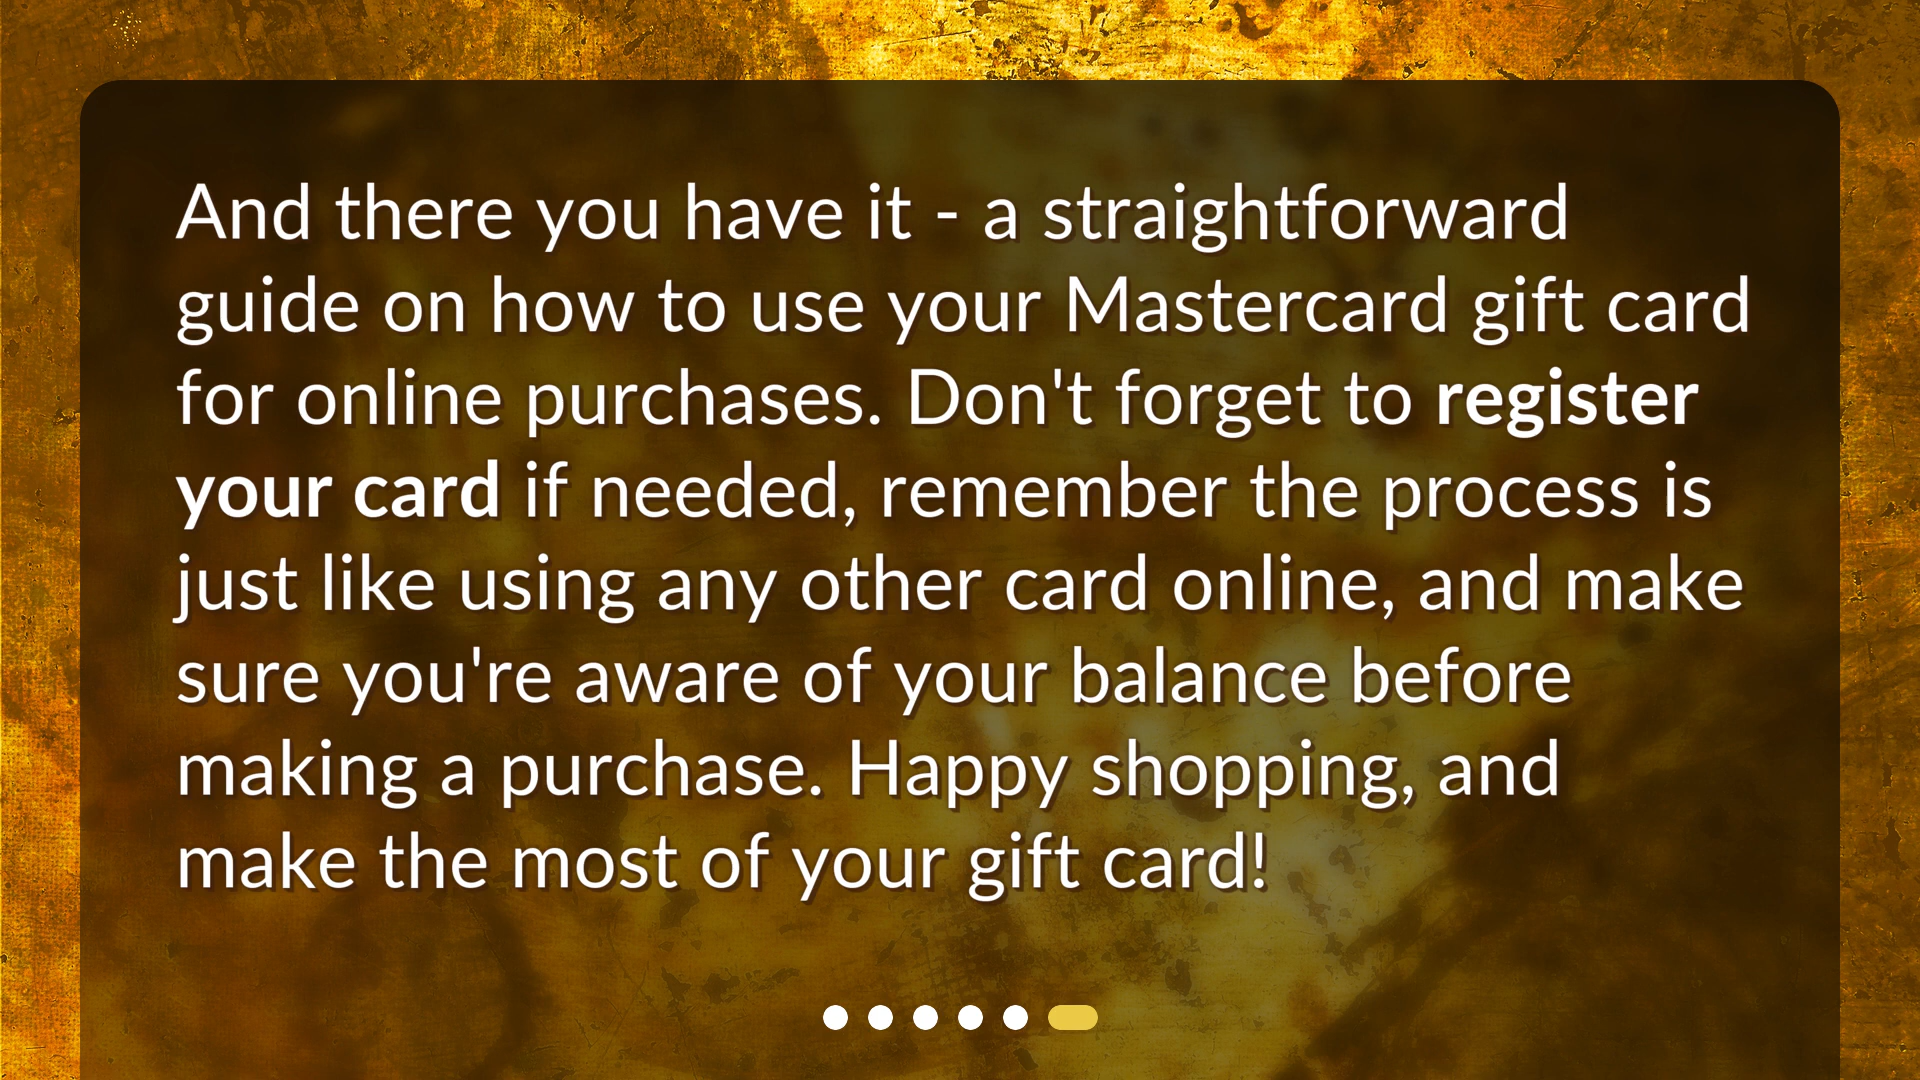 And there you have it - a straightforward
guide on how to use your Mastercard gift card
for online purchases. Don't forget to register
your card if needed, remember the process is
just like using any other card online, and make
sure you're aware of your balance before
making a purchase. Happy shopping, and
make the most of your gift card!